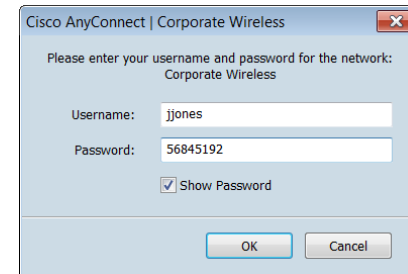 Cisco AnyConnect | Corporate Wireless
Please enter your username and password for the network:
Corporate Wireless
Username: jjones
Password: 56845192
Show Password
OK Cancel